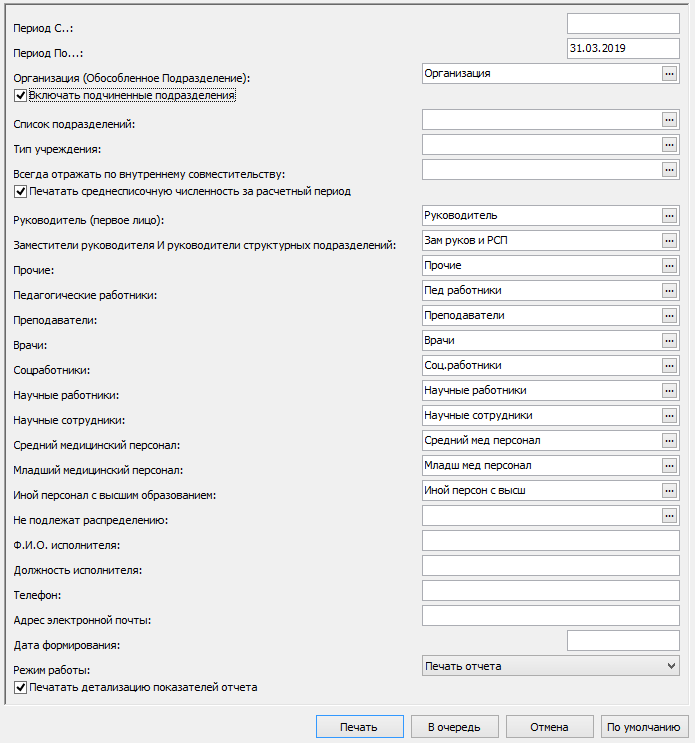 Период С..:
Период По...: 31.03.2019
Организация (Обособленное Подразделение): Организация ...
Включать подчиненные подразделения
Список подразделений: ...
Тип учреждения: ...
Всегда отражать по внутреннему совместительству: ...
Печатать среднесписочную численность за расчетный период
Руководитель (первое лицо): Руководитель ...
Заместители руководителя И руководители структурных подразделений: Зам руков и РСП ...
Прочие: Прочие ...
Педагогические работники: Пед работники ...
Преподаватели: Преподаватели ...
Врачи: Врачи ...
Соцработники: Соц.работники ...
Научные работники: Научные работники ...
Научные сотрудники: Научные сотрудники ...
Средний медицинский персонал: Средний мед персонал ...
Младший медицинский персонал: Младш мед персонал ...
Иной персонал с высшим образованием: Иной персон с высш ...
Не подлежат распределению: ...
Ф.И.О. исполнителя:
Должность исполнителя:
Телефон:
Адрес электронной почты:
Дата формирования:
Режим работы: Печать отчета
Печатать детализацию показателей отчета
Печать В очередь Отмена По умолчанию